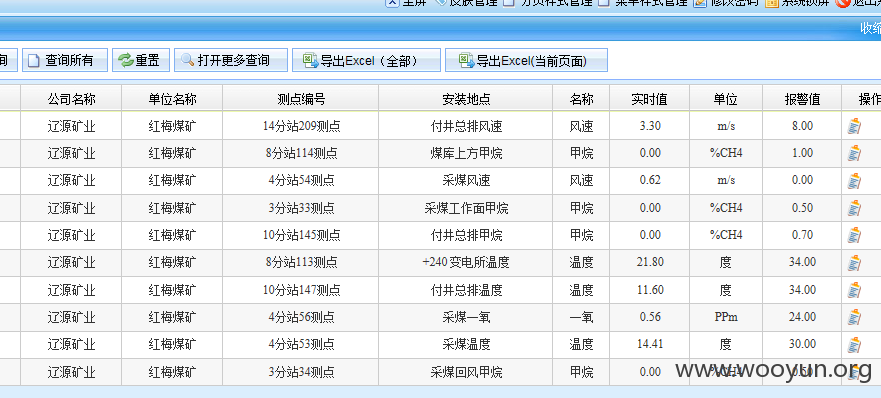 全屏 皮肤管理 分页样式管理 菜单样式管理 修改密码 系统锁屏 退出系
收缩
询 查询所有 重置 打开更多查询 导出Excel（全部） 导出Excel(当前页面)
公司名称 单位名称 测点编号 安装地点 名称 实时值 单位 报警值 操作
辽源矿业 红梅煤矿 14分站209测点 付井总排风速 风速 3.30 m/s 8.00
辽源矿业 红梅煤矿 8分站114测点 煤库上方甲烷 甲烷 0.00 %CH4 1.00
辽源矿业 红梅煤矿 4分站54测点 采煤风速 风速 0.62 m/s 0.00
辽源矿业 红梅煤矿 3分站33测点 采煤工作面甲烷 甲烷 0.00 %CH4 0.50
辽源矿业 红梅煤矿 10分站145测点 付井总排甲烷 甲烷 0.00 %CH4 0.70
辽源矿业 红梅煤矿 8分站113测点 +240变电所温度 温度 21.80 度 34.00
辽源矿业 红梅煤矿 10分站147测点 付井总排温度 温度 11.60 度 34.00
辽源矿业 红梅煤矿 4分站56测点 采煤一氧 一氧 0.56 PPm 24.00
辽源矿业 红梅煤矿 4分站53测点 采煤温度 温度 14.41 度 30.00
辽源矿业 红梅煤矿 3分站34测点 采煤回风甲烷 甲烷 0.00 %CH4 0.50
www.wooyun.org